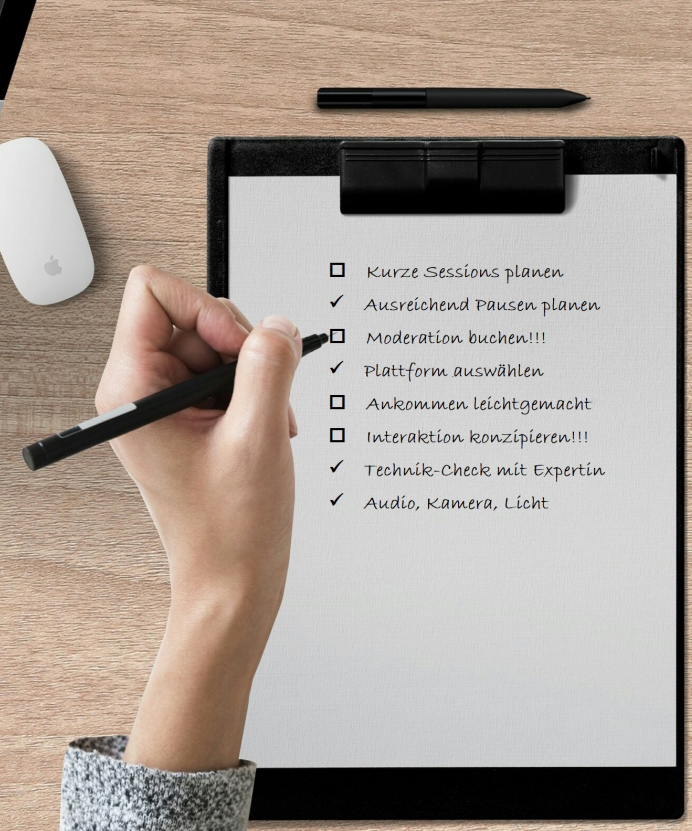 ☐ Kurze Sessions planen
✓ Ausreichend Pausen planen
☐ Moderation buchen!!!
✓ Plattform auswählen
☐ Ankommen leichtgemacht
☐ Interaktion konzipieren!!!
✓ Technik-Check mit Expertin
✓ Audio, Kamera, Licht